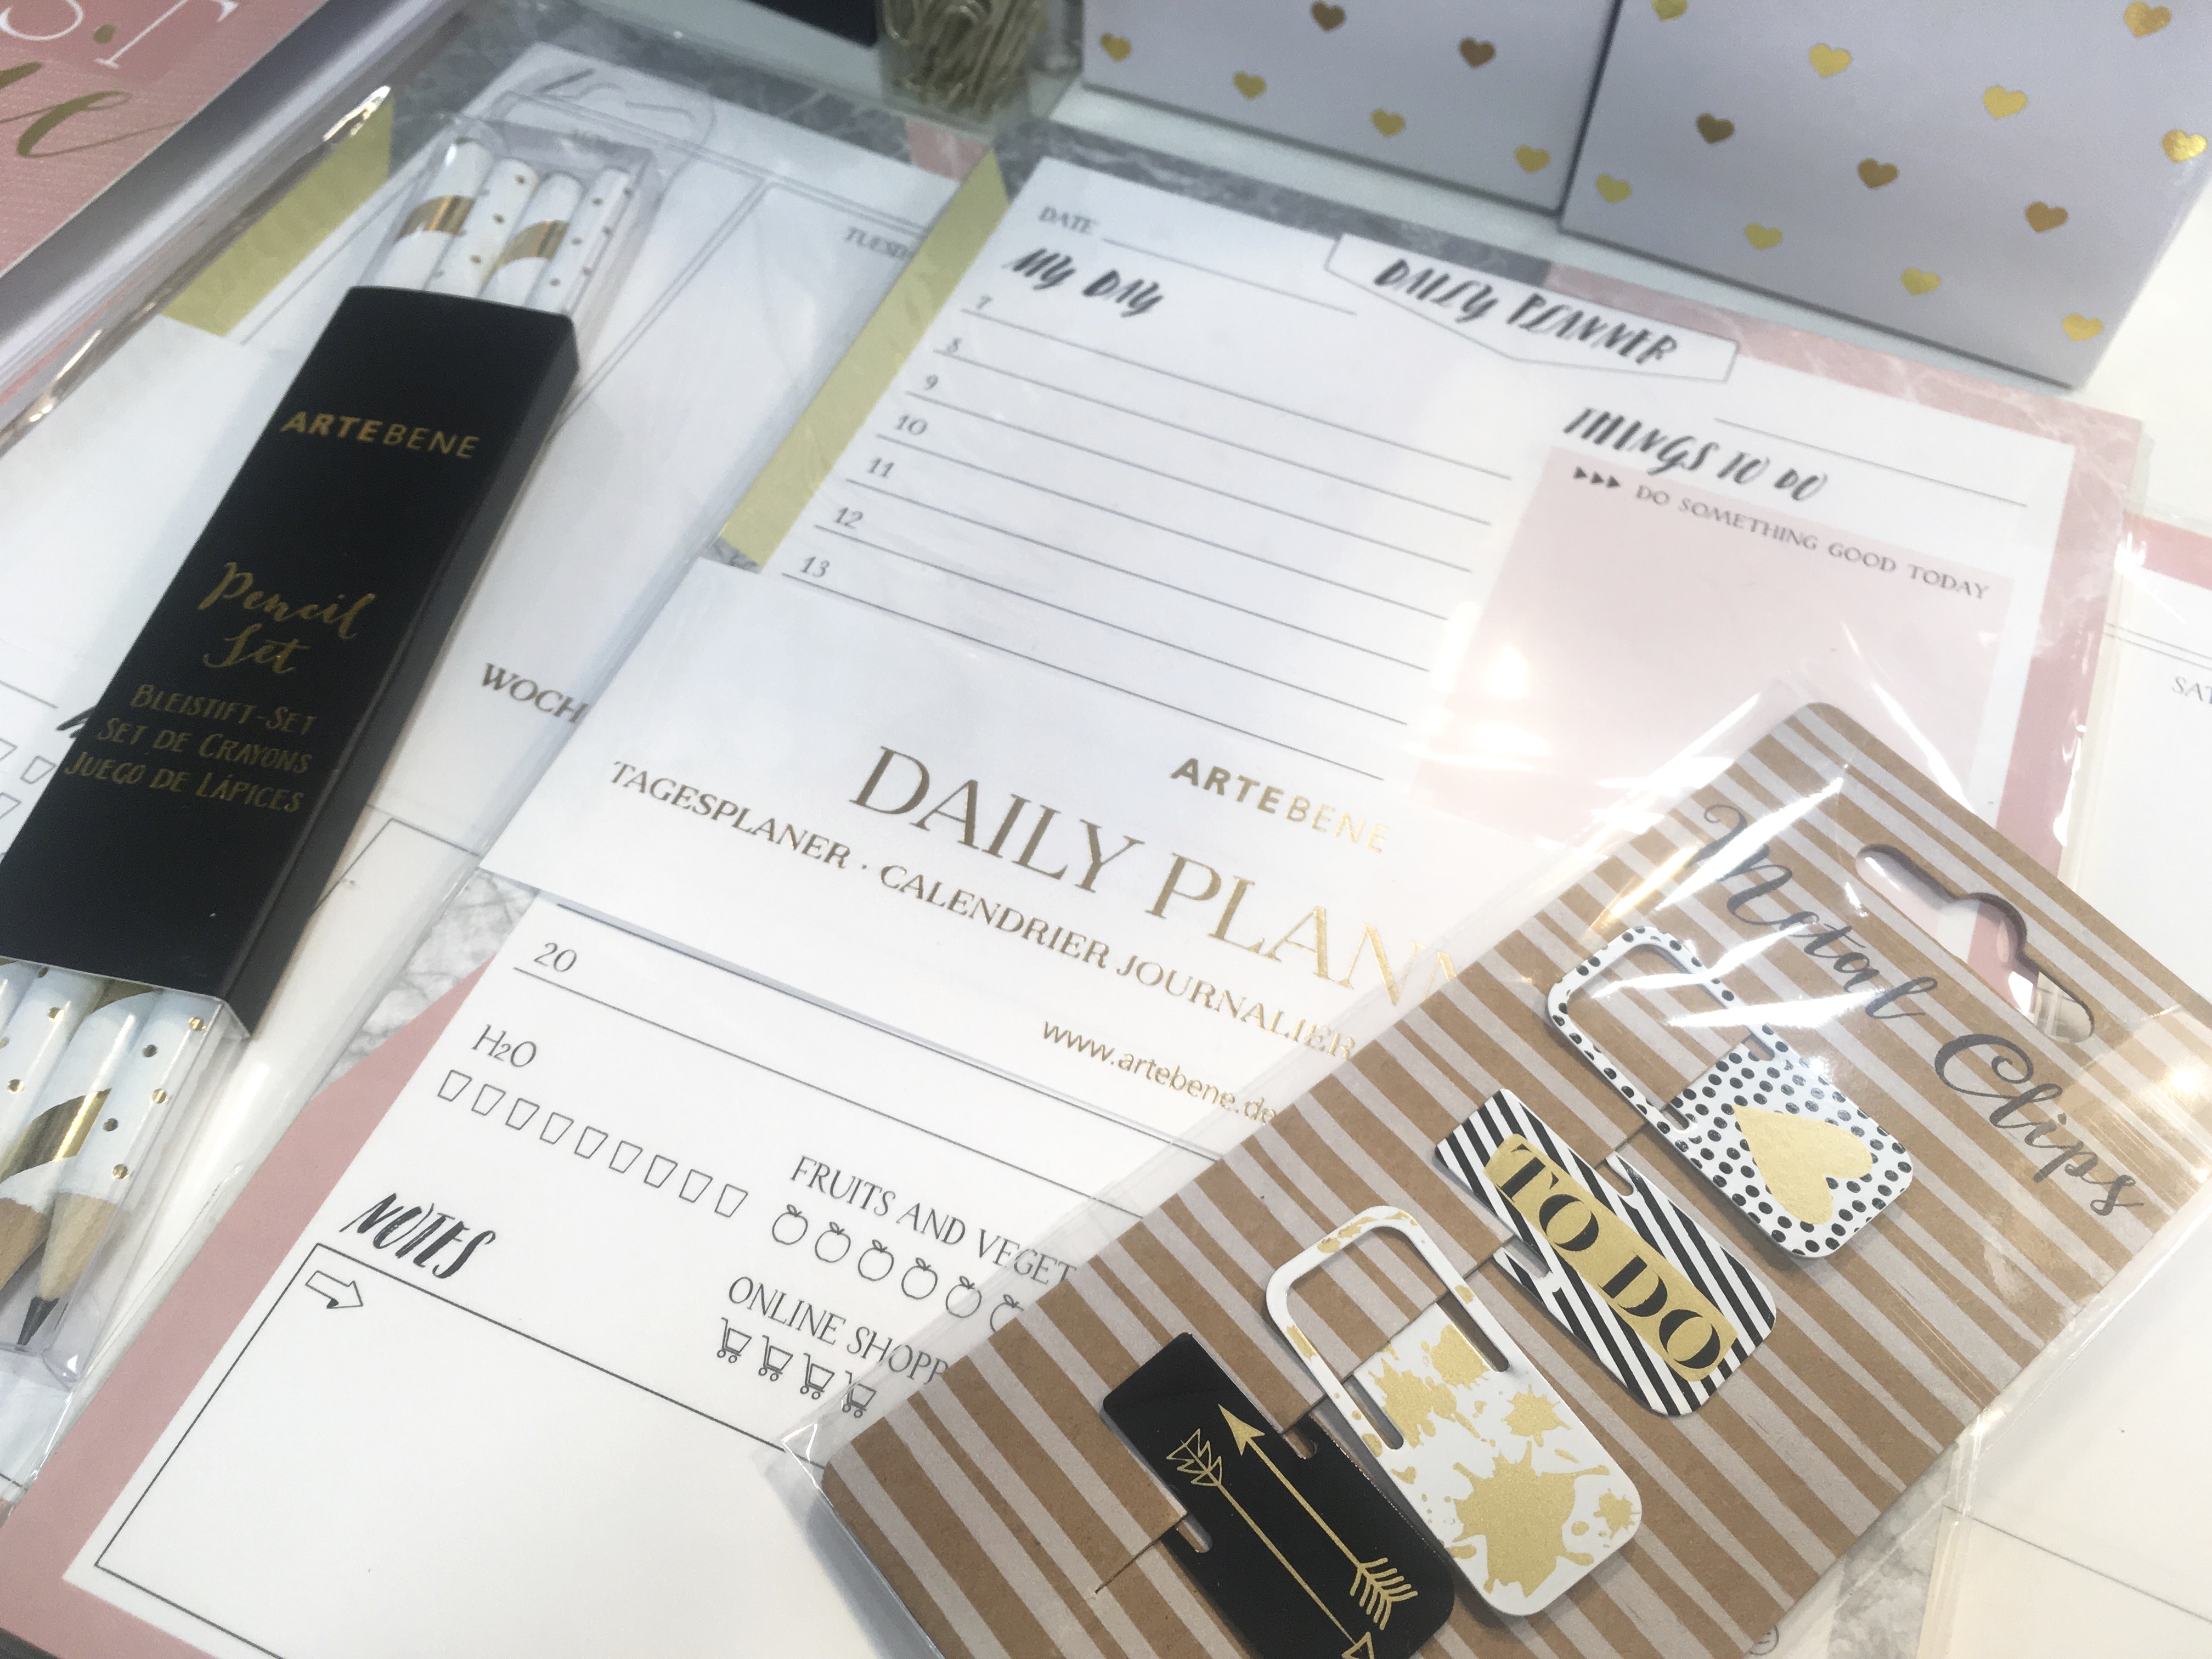 ARTEBENE
Pencil
Set
BLEISTIFT-SET
SET DE CRAYONS
JUEGO DE LÁPICES
DATE
MY DAY
7
8
9
10
11
12
13
DAILY PLANNER
THINGS TO DO
DO SOMETHING GOOD TODAY
WOCH
ARTEBENE
DAILY PLAN
TAGESPLANER · CALENDRIER JOURNALIER
www.artebene.de
20
H2O
FRUITS AND VEGET
ONLINE SHOPP
NOTES
Metal Clips
TO DO
SAT